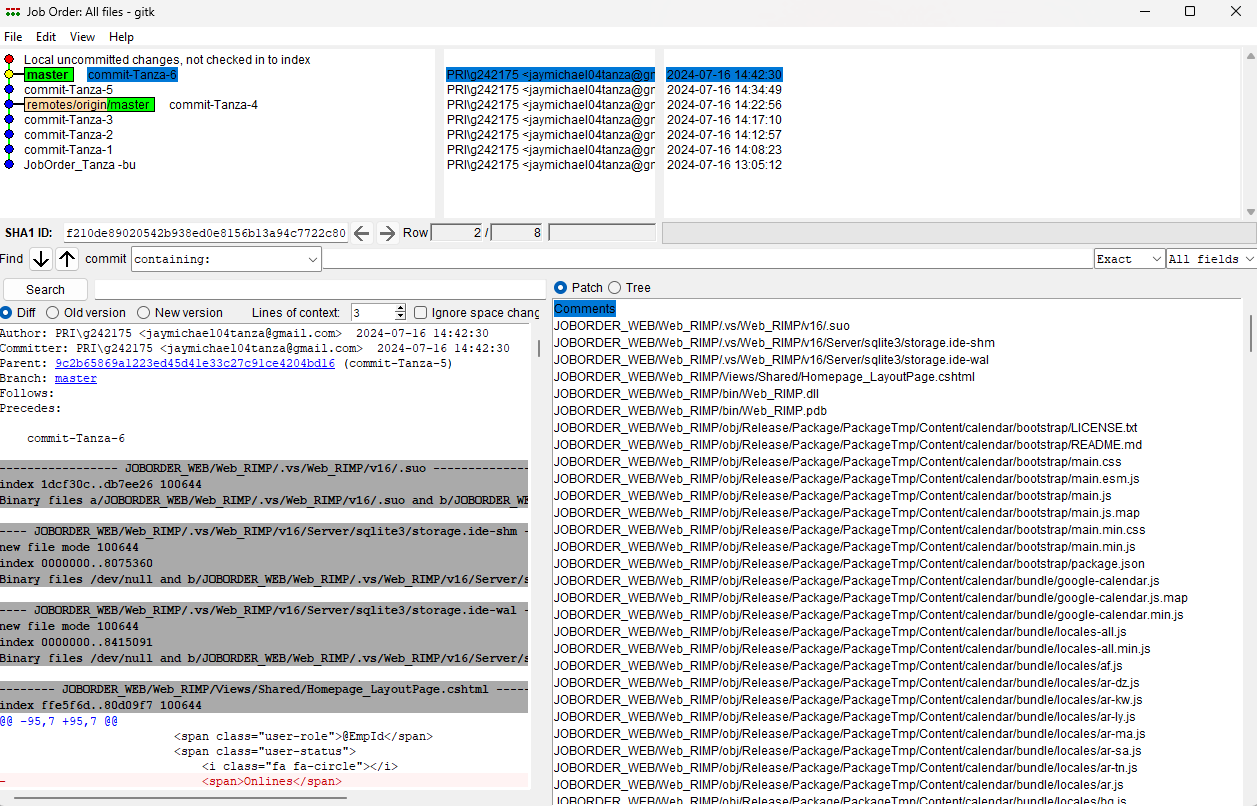 Job Order: All files - gitk
File Edit View Help
Local uncommitted changes, not checked in to index
master commit-Tanza-6 PRI\g242175 <jaymichael04tanza@gr 2024-07-16 14:42:30
commit-Tanza-5 PRI\g242175 <jaymichael04tanza@gr 2024-07-16 14:34:49
remotes/origin/master commit-Tanza-4 PRI\g242175 <jaymichael04tanza@gr 2024-07-16 14:22:56
commit-Tanza-3 PRI\g242175 <jaymichael04tanza@gr 2024-07-16 14:17:10
commit-Tanza-2 PRI\g242175 <jaymichael04tanza@gr 2024-07-16 14:12:57
commit-Tanza-1 PRI\g242175 <jaymichael04tanza@gr 2024-07-16 14:08:23
JobOrder_Tanza -bu PRI\g242175 <jaymichael04tanza@gr 2024-07-16 13:05:12
SHA1 ID: f210de89020542b938ed0e8156b13a94c7722c80 Row 2 / 8
Find commit containing: Exact All fields
Search
Diff Old version New version Lines of context: 3 Ignore space chang
Author: PRI\g242175 <jaymichael04tanza@gmail.com> 2024-07-16 14:42:30
Committer: PRI\g242175 <jaymichael04tanza@gmail.com> 2024-07-16 14:42:30
Parent: 9c2b65869a1223ed45d41e33c27c91ce4204bd16 (commit-Tanza-5)
Branch: master
Follows:
Precedes:
commit-Tanza-6
----------------- JOBORDER_WEB/Web_RIMP/.vs/Web_RIMP/v16/.suo --------------
index 1dcf30c..db7ee26 100644
Binary files a/JOBORDER_WEB/Web_RIMP/.vs/Web_RIMP/v16/.suo and b/JOBORDER_WE
---- JOBORDER_WEB/Web_RIMP/.vs/Web_RIMP/v16/Server/sqlite3/storage.ide-shm -
new file mode 100644
index 0000000..8075360
Binary files /dev/null and b/JOBORDER_WEB/Web_RIMP/.vs/Web_RIMP/v16/Server/s
---- JOBORDER_WEB/Web_RIMP/.vs/Web_RIMP/v16/Server/sqlite3/storage.ide-wal -
new file mode 100644
index 0000000..8415091
Binary files /dev/null and b/JOBORDER_WEB/Web_RIMP/.vs/Web_RIMP/v16/Server/s
-------- JOBORDER_WEB/Web_RIMP/Views/Shared/Homepage_LayoutPage.cshtml -----
index ffe5f6d..80d09f7 100644
@@ -95,7 +95,7 @@
<span class="user-role">@EmpId</span>
<span class="user-status">
<i class="fa fa-circle"></i>
- <span>Onlines</span>
Patch Tree
Comments
JOBORDER_WEB/Web_RIMP/.vs/Web_RIMP/v16/.suo
JOBORDER_WEB/Web_RIMP/.vs/Web_RIMP/v16/Server/sqlite3/storage.ide-shm
JOBORDER_WEB/Web_RIMP/.vs/Web_RIMP/v16/Server/sqlite3/storage.ide-wal
JOBORDER_WEB/Web_RIMP/Views/Shared/Homepage_LayoutPage.cshtml
JOBORDER_WEB/Web_RIMP/bin/Web_RIMP.dll
JOBORDER_WEB/Web_RIMP/bin/Web_RIMP.pdb
JOBORDER_WEB/Web_RIMP/obj/Release/Package/PackageTmp/Content/calendar/bootstrap/LICENSE.txt
JOBORDER_WEB/Web_RIMP/obj/Release/Package/PackageTmp/Content/calendar/bootstrap/README.md
JOBORDER_WEB/Web_RIMP/obj/Release/Package/PackageTmp/Content/calendar/bootstrap/main.css
JOBORDER_WEB/Web_RIMP/obj/Release/Package/PackageTmp/Content/calendar/bootstrap/main.esm.js
JOBORDER_WEB/Web_RIMP/obj/Release/Package/PackageTmp/Content/calendar/bootstrap/main.js
JOBORDER_WEB/Web_RIMP/obj/Release/Package/PackageTmp/Content/calendar/bootstrap/main.js.map
JOBORDER_WEB/Web_RIMP/obj/Release/Package/PackageTmp/Content/calendar/bootstrap/main.min.css
JOBORDER_WEB/Web_RIMP/obj/Release/Package/PackageTmp/Content/calendar/bootstrap/main.min.js
JOBORDER_WEB/Web_RIMP/obj/Release/Package/PackageTmp/Content/calendar/bootstrap/package.json
JOBORDER_WEB/Web_RIMP/obj/Release/Package/PackageTmp/Content/calendar/bundle/google-calendar.js
JOBORDER_WEB/Web_RIMP/obj/Release/Package/PackageTmp/Content/calendar/bundle/google-calendar.js.map
JOBORDER_WEB/Web_RIMP/obj/Release/Package/PackageTmp/Content/calendar/bundle/google-calendar.min.js
JOBORDER_WEB/Web_RIMP/obj/Release/Package/PackageTmp/Content/calendar/bundle/locales-all.js
JOBORDER_WEB/Web_RIMP/obj/Release/Package/PackageTmp/Content/calendar/bundle/locales-all.min.js
JOBORDER_WEB/Web_RIMP/obj/Release/Package/PackageTmp/Content/calendar/bundle/locales/af.js
JOBORDER_WEB/Web_RIMP/obj/Release/Package/PackageTmp/Content/calendar/bundle/locales/ar-dz.js
JOBORDER_WEB/Web_RIMP/obj/Release/Package/PackageTmp/Content/calendar/bundle/locales/ar-kw.js
JOBORDER_WEB/Web_RIMP/obj/Release/Package/PackageTmp/Content/calendar/bundle/locales/ar-ly.js
JOBORDER_WEB/Web_RIMP/obj/Release/Package/PackageTmp/Content/calendar/bundle/locales/ar-ma.js
JOBORDER_WEB/Web_RIMP/obj/Release/Package/PackageTmp/Content/calendar/bundle/locales/ar-sa.js
JOBORDER_WEB/Web_RIMP/obj/Release/Package/PackageTmp/Content/calendar/bundle/locales/ar-tn.js
JOBORDER_WEB/Web_RIMP/obj/Release/Package/PackageTmp/Content/calendar/bundle/locales/ar.js
JOBORDER_WEB/Web_RIMP/obj/Release/Package/PackageTmp/Content/calendar/bundle/locales/bg.js